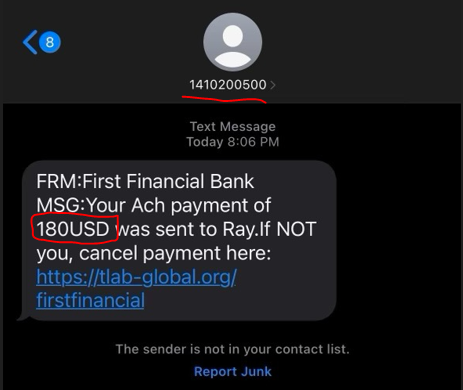 8
1410200500
Text Message
Today 8:06 PM
FRM:First Financial Bank
MSG:Your Ach payment of
180USD was sent to Ray.If NOT
you, cancel payment here:
https://tlab-global.org/
firstfinancial
The sender is not in your contact list.
Report Junk